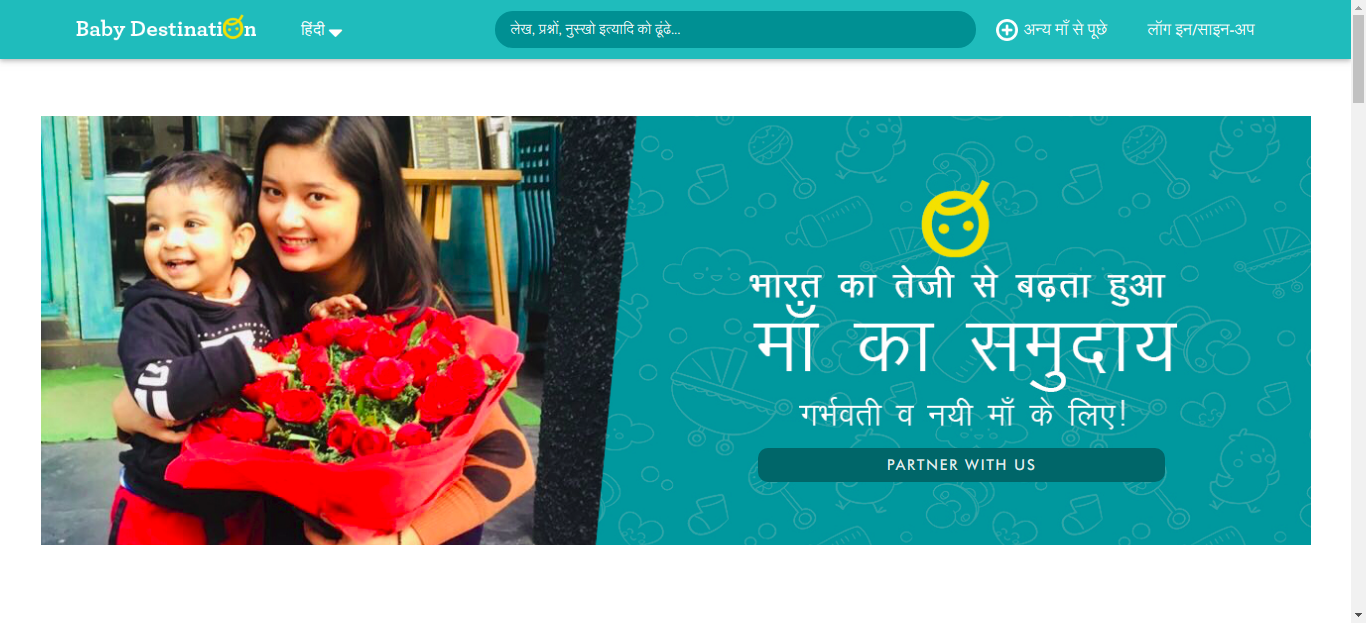 Baby Destination
हिंदी
लेख, प्रश्नों, नुस्खो इत्यादि को ढूंढे...
अन्य माँ से पूछे
लॉग इन/साइन-अप
भारत का तेजी से बढ़ता हुआ
माँ का समुदाय
गर्भवती व नयी माँ के लिए!
PARTNER WITH US